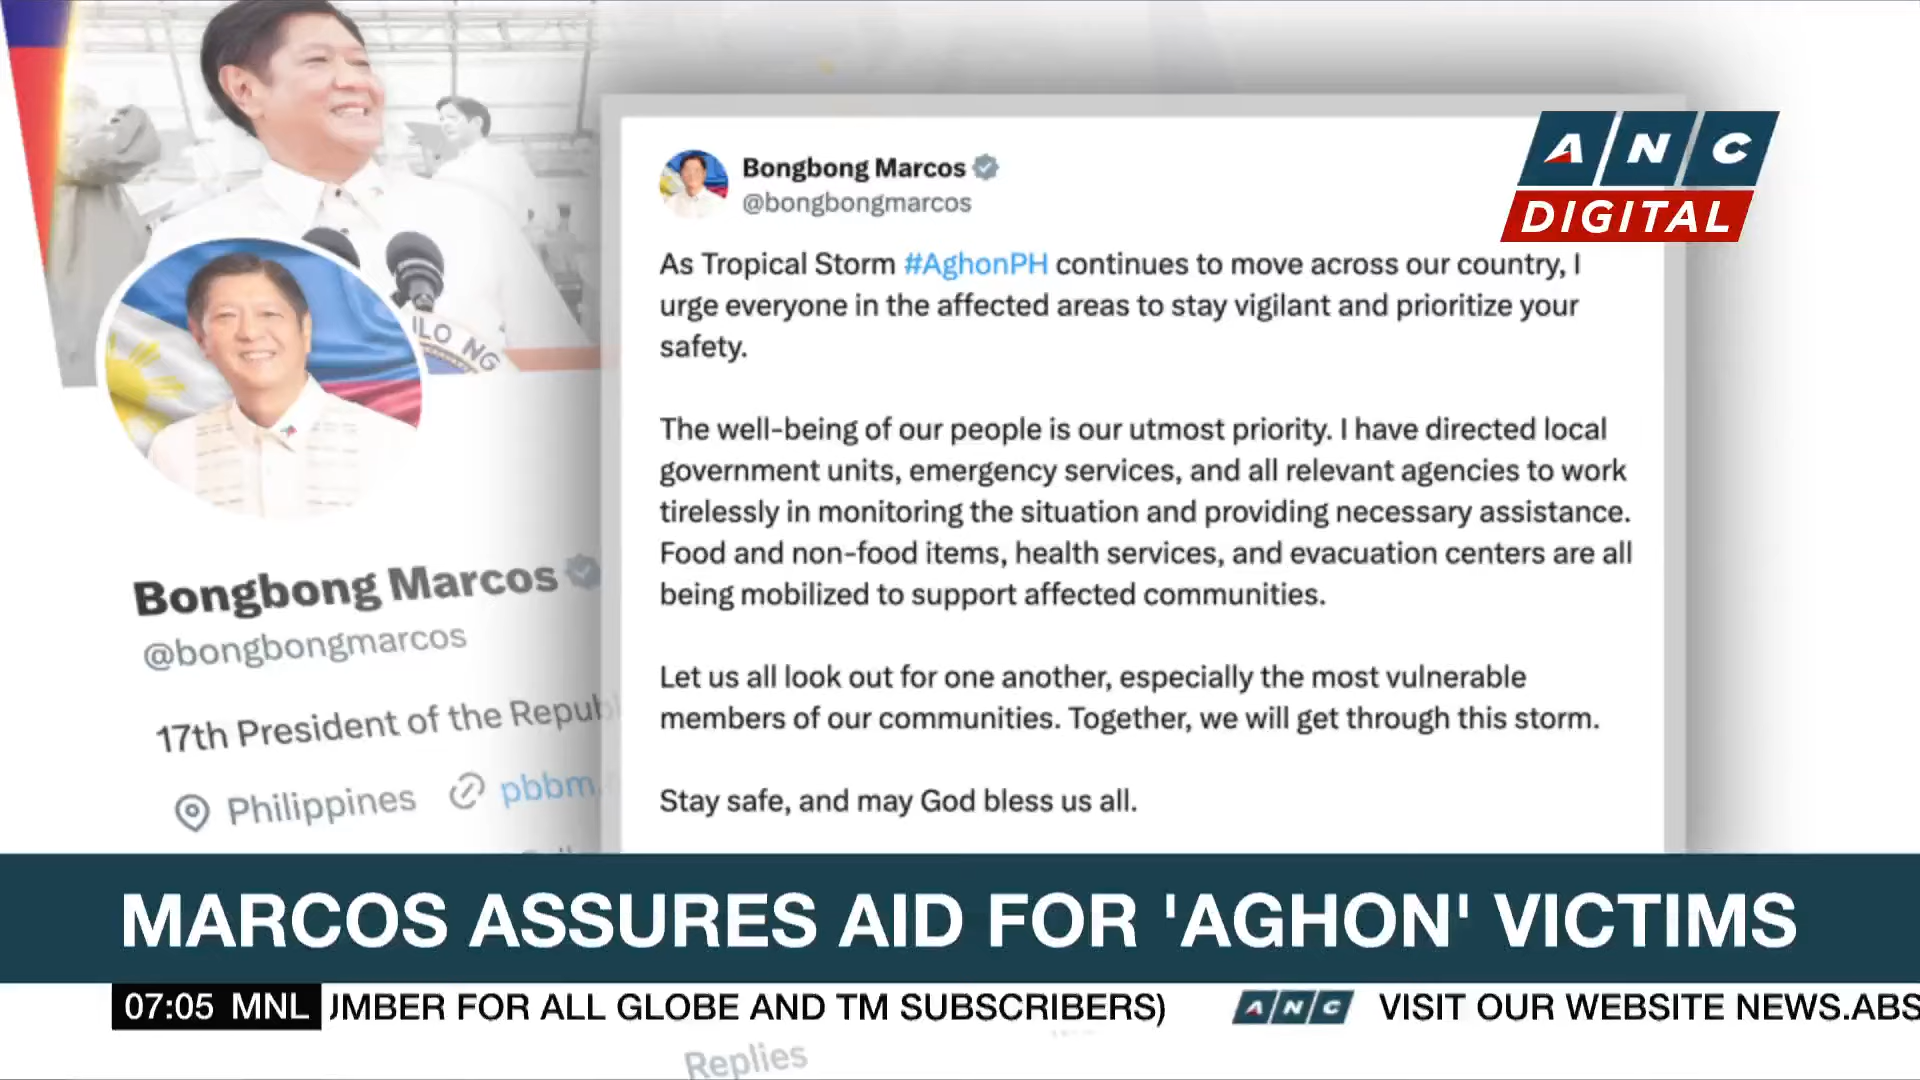 ANC
DIGITAL
Bongbong Marcos
@bongbongmarcos
As Tropical Storm #AghonPH continues to move across our country, I
urge everyone in the affected areas to stay vigilant and prioritize your
safety.
The well-being of our people is our utmost priority. I have directed local
government units, emergency services, and all relevant agencies to work
tirelessly in monitoring the situation and providing necessary assistance.
Food and non-food items, health services, and evacuation centers are all
being mobilized to support affected communities.
Let us all look out for one another, especially the most vulnerable
members of our communities. Together, we will get through this storm.
Stay safe, and may God bless us all.
ILO NG
Bongbong Marcos
@bongbongmarcos
17th President of the Republ
Philippines pbbm.
MARCOS ASSURES AID FOR 'AGHON' VICTIMS
07:05 MNL UMBER FOR ALL GLOBE AND TM SUBSCRIBERS) ANC VISIT OUR WEBSITE NEWS.ABS
Replies